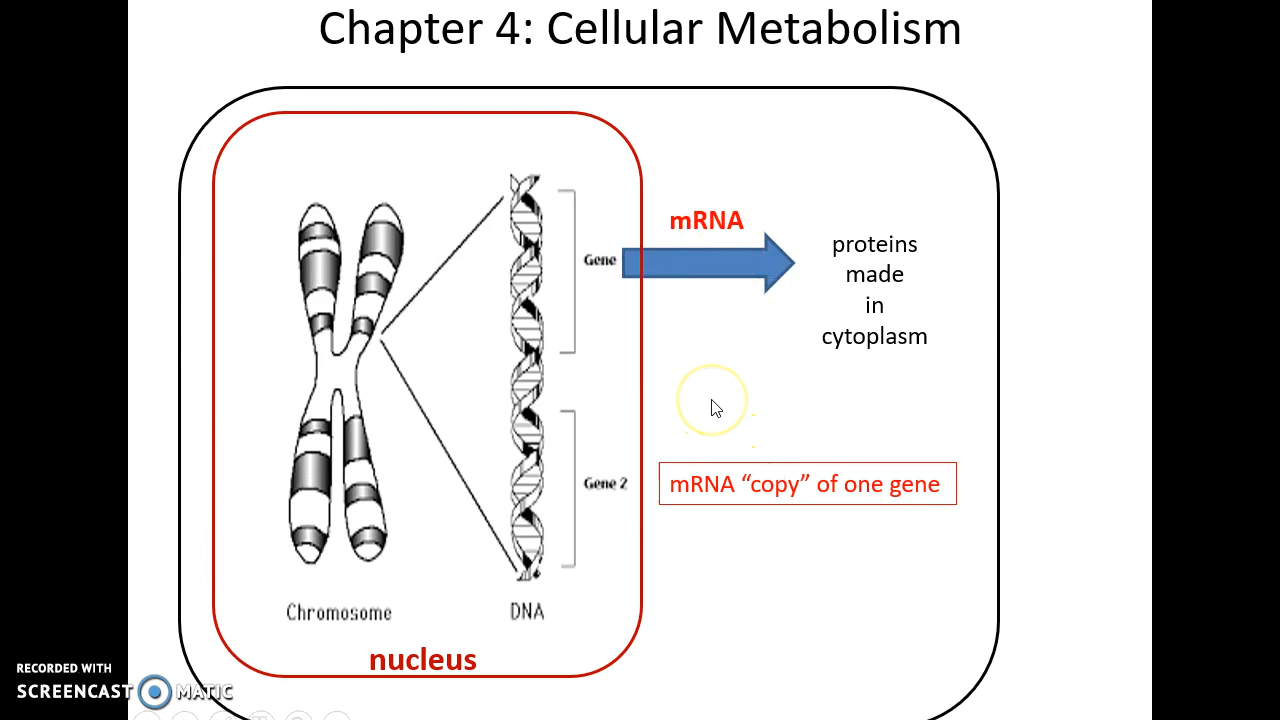 Chapter 4: Cellular Metabolism
mRNA
Gene
proteins
made
in
cytoplasm
Gene 2
mRNA “copy” of one gene
Chromosome
DNA
nucleus
RECORDED WITH
SCREENCAST MATIC